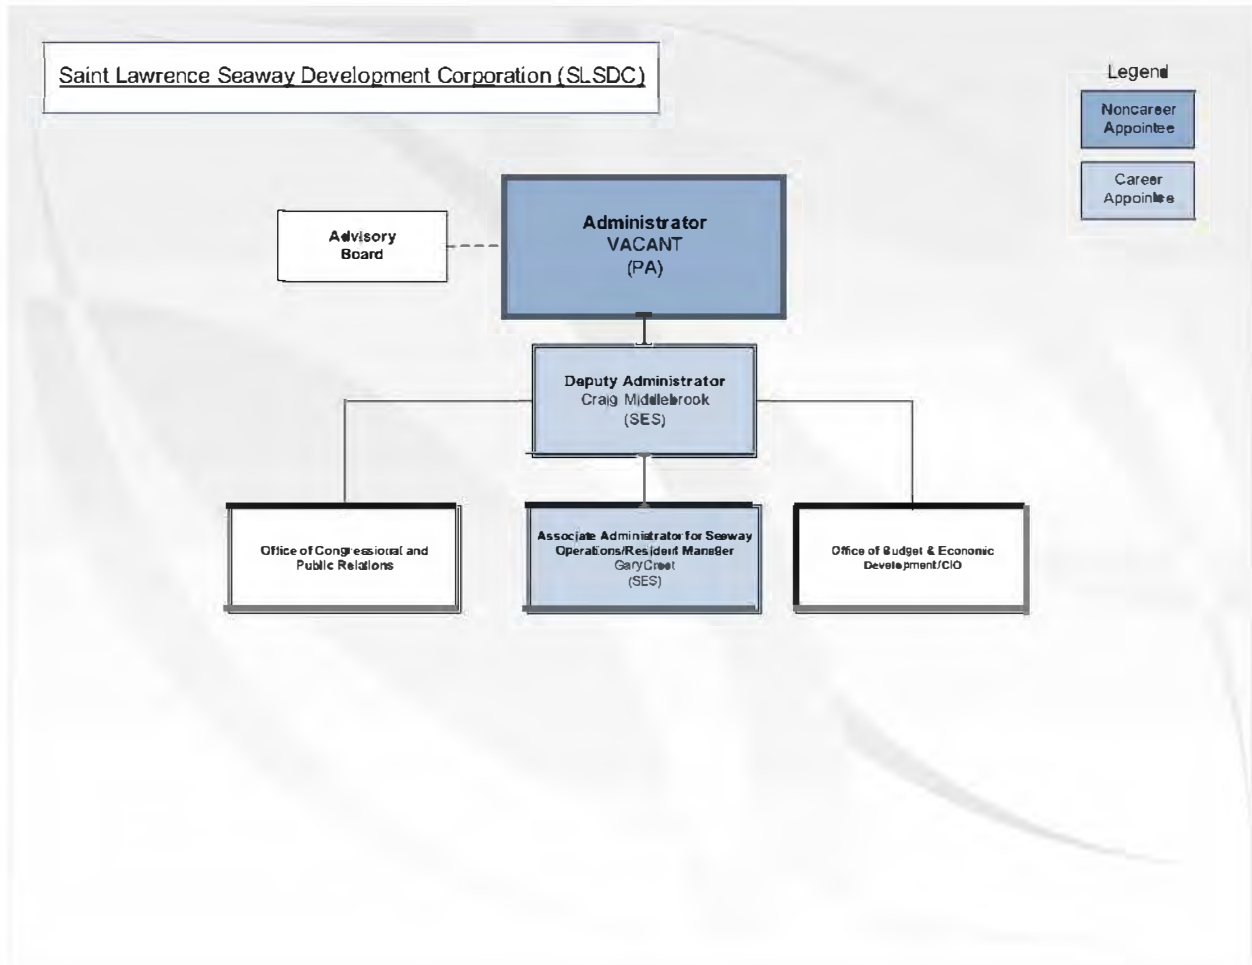 Saint Lawrence Seaway Development Corporation (SLSDC)
Legend
Noncareer
Appointee
Career
Appointee
Administrator
VACANT
(PA)
Advisory
Board
Deputy Administrator
Craig Middlebrook
(SES)
Office of Congressional and
Public Relations
Associate Administrator for Seaway
Operations/Resident Manager
Gary Croot
(SES)
Office of Budget & Economic
Development/CIO